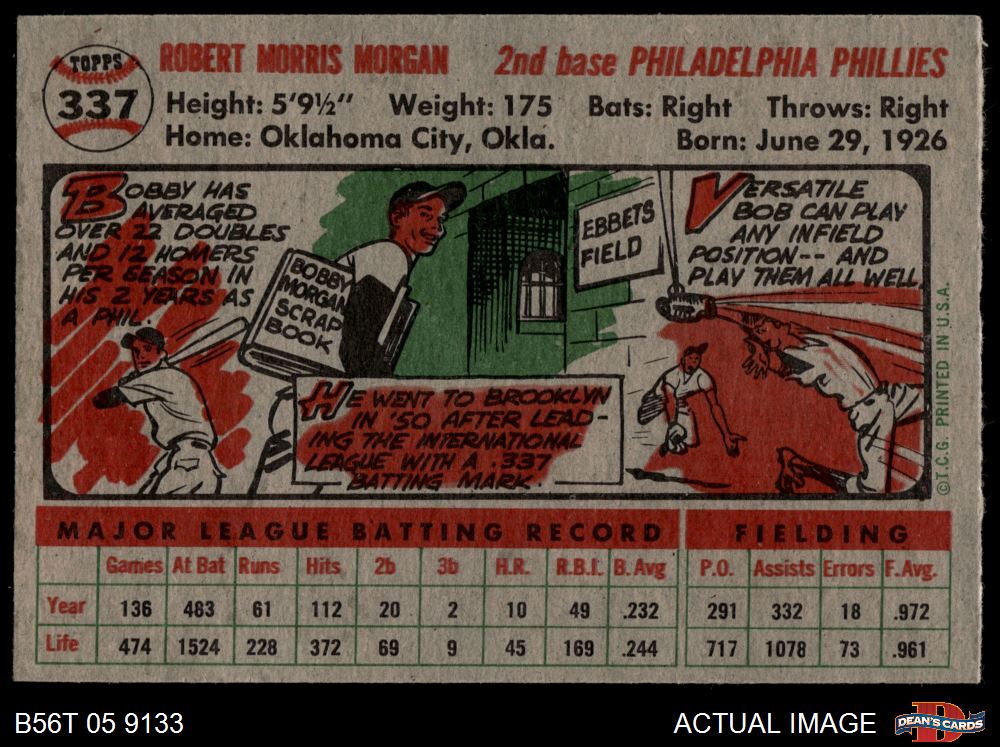 TOPPS
337
ROBERT MORRIS MORGAN 2nd base PHILADELPHIA PHILLIES
Height: 5'9½" Weight: 175 Bats: Right Throws: Right
Home: Oklahoma City, Okla. Born: June 29, 1926
BOBBY HAS
AVERAGED
OVER 22 DOUBLES
AND 12 HOMERS
PER SEASON IN
HIS 2 YEARS AS
A PHIL.
BOBBY
MORGAN
SCRAP
BOOK
EBBETS
FIELD
HE WENT TO BROOKLYN
IN '50 AFTER LEAD-
ING THE INTERNATIONAL
LEAGUE WITH A .337
BATTING MARK.
VERSATILE
BOB CAN PLAY
ANY INFIELD
POSITION-- AND
PLAY THEM ALL WELL.
©T.C.G. PRINTED IN U.S.A.
MAJOR LEAGUE BATTING RECORD FIELDING
Games At Bat Runs Hits 2b 3b H.R. R.B.I. B. Avg P.O. Assists Errors F. Avg.
Year 136 483 61 112 20 2 10 49 .232 291 332 18 .972
Life 474 1524 228 372 69 9 45 169 .244 717 1078 73 .961
B56T 05 9133 ACTUAL IMAGE DEAN'S CARDS